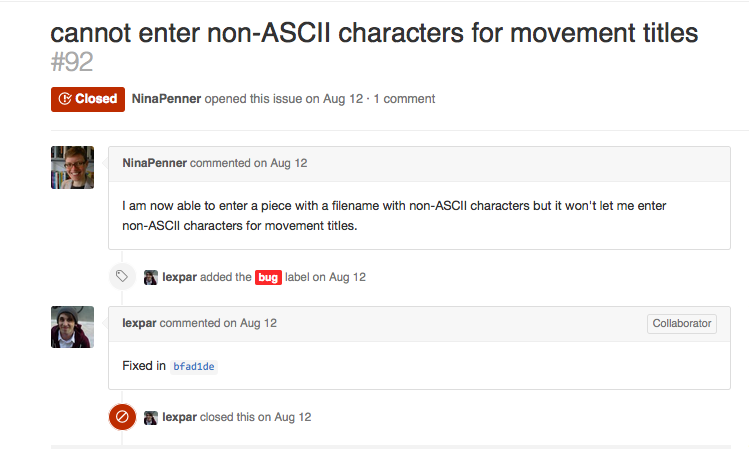 cannot enter non-ASCII characters for movement titles
#92
Closed NinaPenner opened this issue on Aug 12 · 1 comment
NinaPenner commented on Aug 12
I am now able to enter a piece with a filename with non-ASCII characters but it won't let me enter
non-ASCII characters for movement titles.
lexpar added the bug label on Aug 12
lexpar commented on Aug 12 Collaborator
Fixed in bfad1de
lexpar closed this on Aug 12